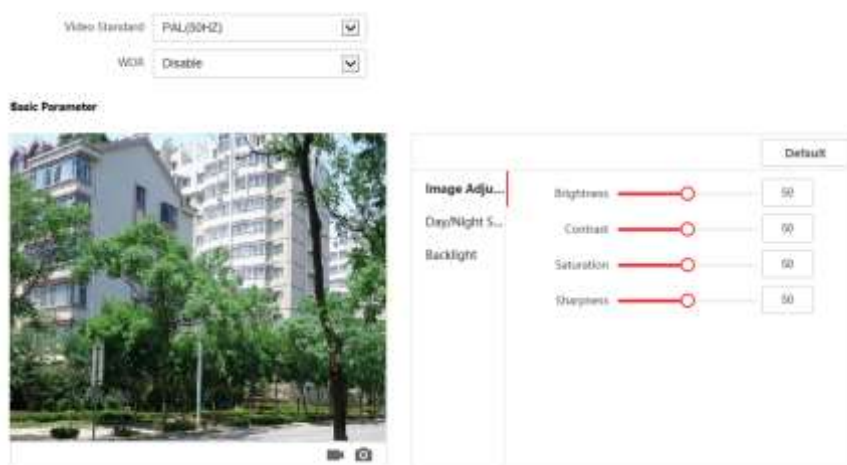 Video Standard PAL(50HZ)
WDR Disable
Basic Parameter
Default
Image Adju...
Brightness 50
Day/Night S...
Contrast 50
Backlight
Saturation 50
Sharpness 50